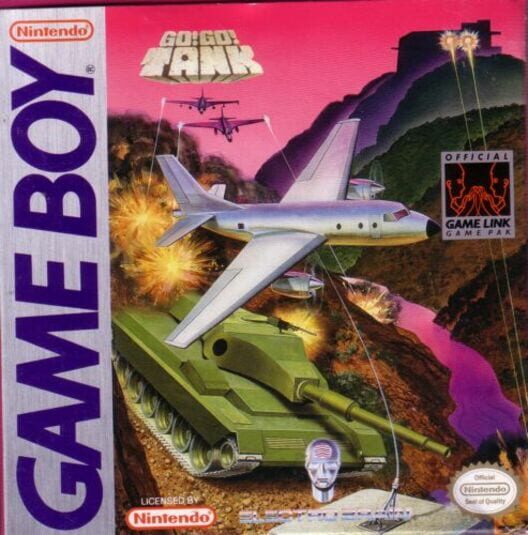 Nintendo
GAME BOY
GO! GO!
TANK
OFFICIAL
GAME LINK
GAME PAK
LICENSED BY
Nintendo
ELECTRO BRAIN
Official
Nintendo
Seal of Quality